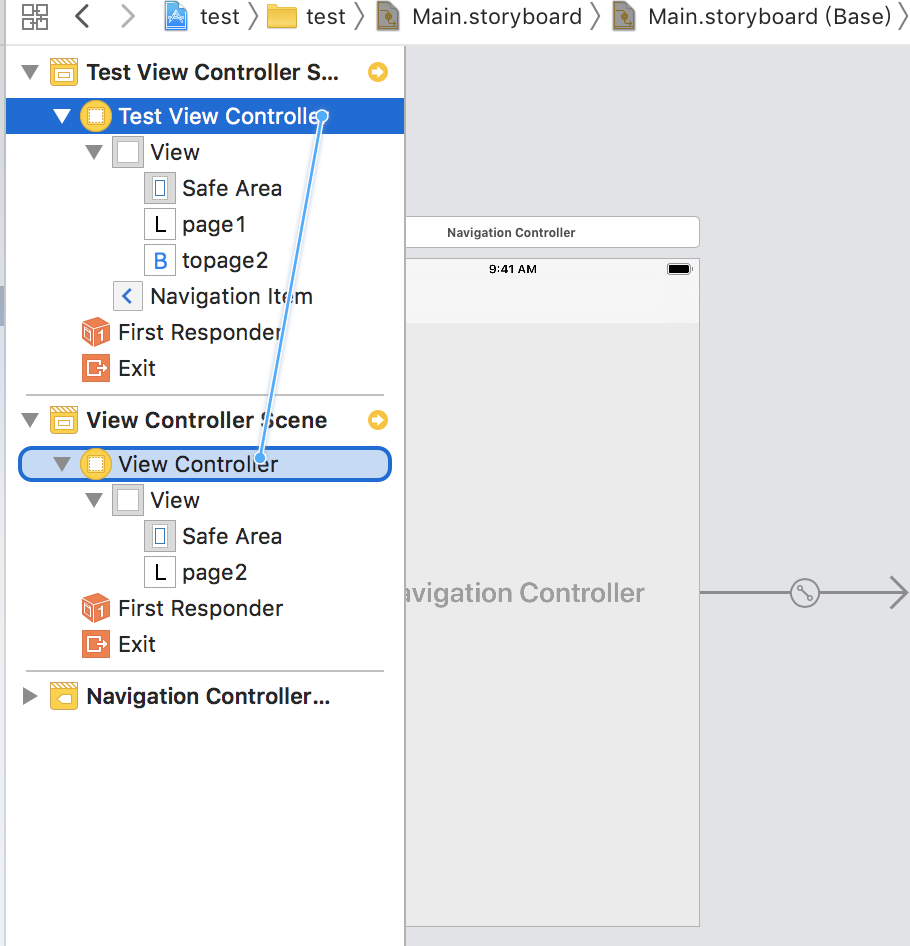 test test Main.storyboard Main.storyboard (Base)
Test View Controller S...
Test View Controller
View
Safe Area
L page1
B topage2
Navigation Item
First Responder
Exit
View Controller Scene
View Controller
View
Safe Area
L page2
First Responder
Exit
Navigation Controller...
Navigation Controller
9:41 AM
avigation Controller